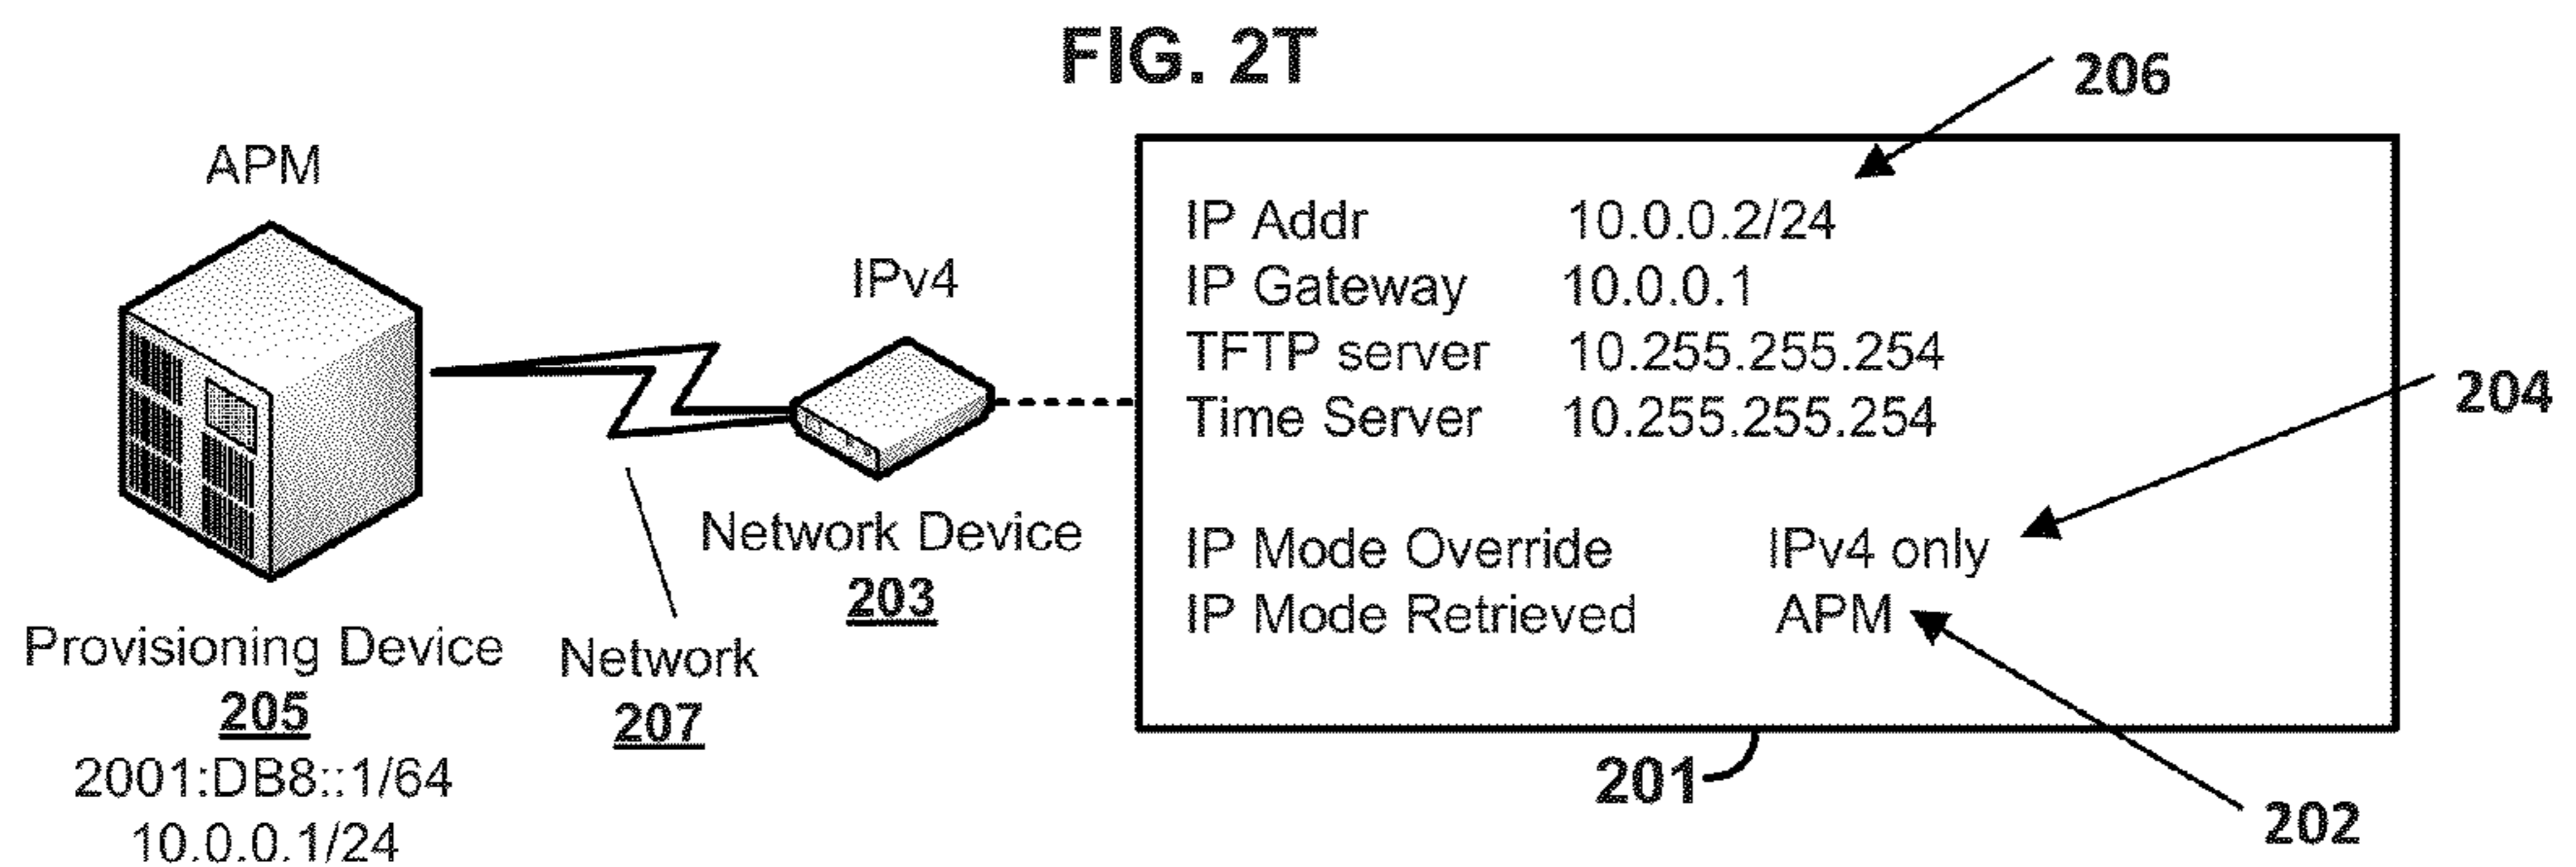 FIG. 2T
206
APM
IP Addr 10.0.0.2/24
IPv4
IP Gateway 10.0.0.1
TFTP server 10.255.255.254
Time Server 10.255.255.254
204
Network Device
203
IP Mode Override IPv4 only
IP Mode Retrieved APM
Provisioning Device
205
2001:DB8::1/64
10.0.0.1/24
Network
207
201
202